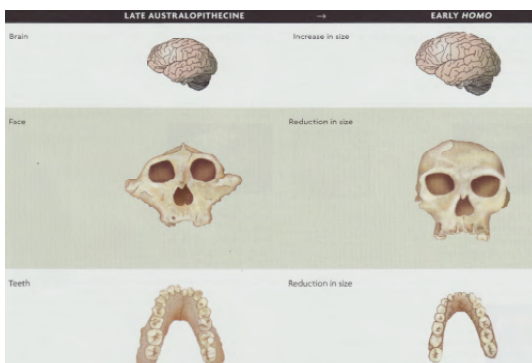 LATE AUSTRALOPITHECINE → EARLY HOMO
Brain Increase in size
Face Reduction in size
Teeth Reduction in size